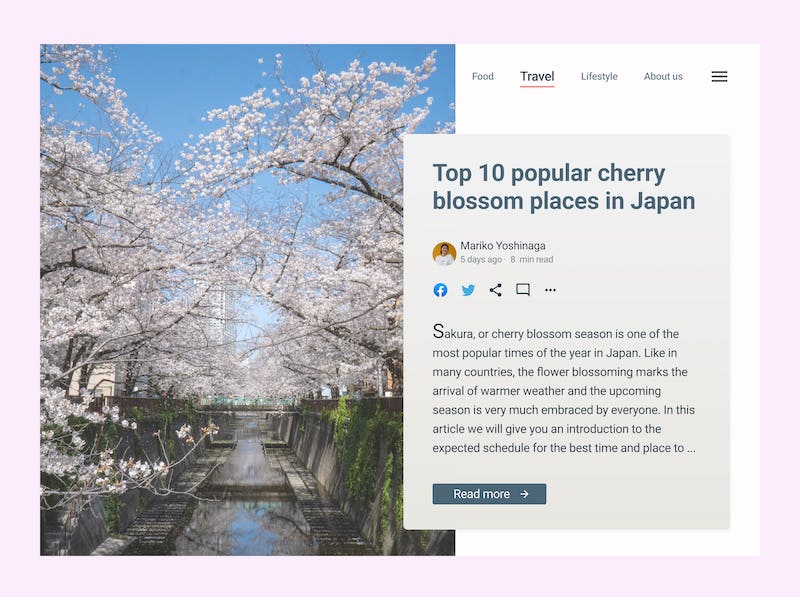 Food Travel Lifestyle About us
Top 10 popular cherry
blossom places in Japan
Mariko Yoshinaga
5 days ago · 8 min read
Sakura, or cherry blossom season is one of the
most popular times of the year in Japan. Like in
many countries, the flower blossoming marks the
arrival of warmer weather and the upcoming
season is very much embraced by everyone. In this
article we will give you an introduction to the
expected schedule for the best time and place to ...
Read more →